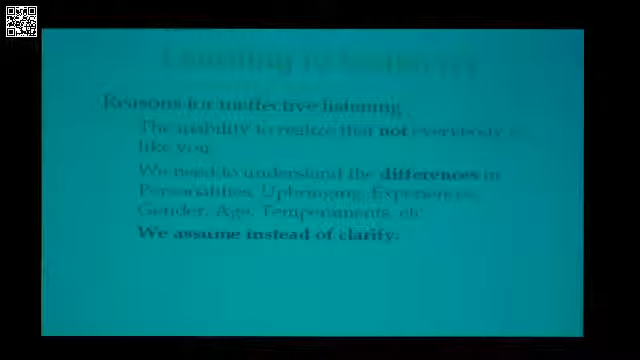 Reasons for ineffective listening
The inability to realize that not everybody is
like you
We need to understand the differences in
Personalities, Upbringing, Experiences,
Gender, Age, Temperaments, etc
We assume instead of clarify.